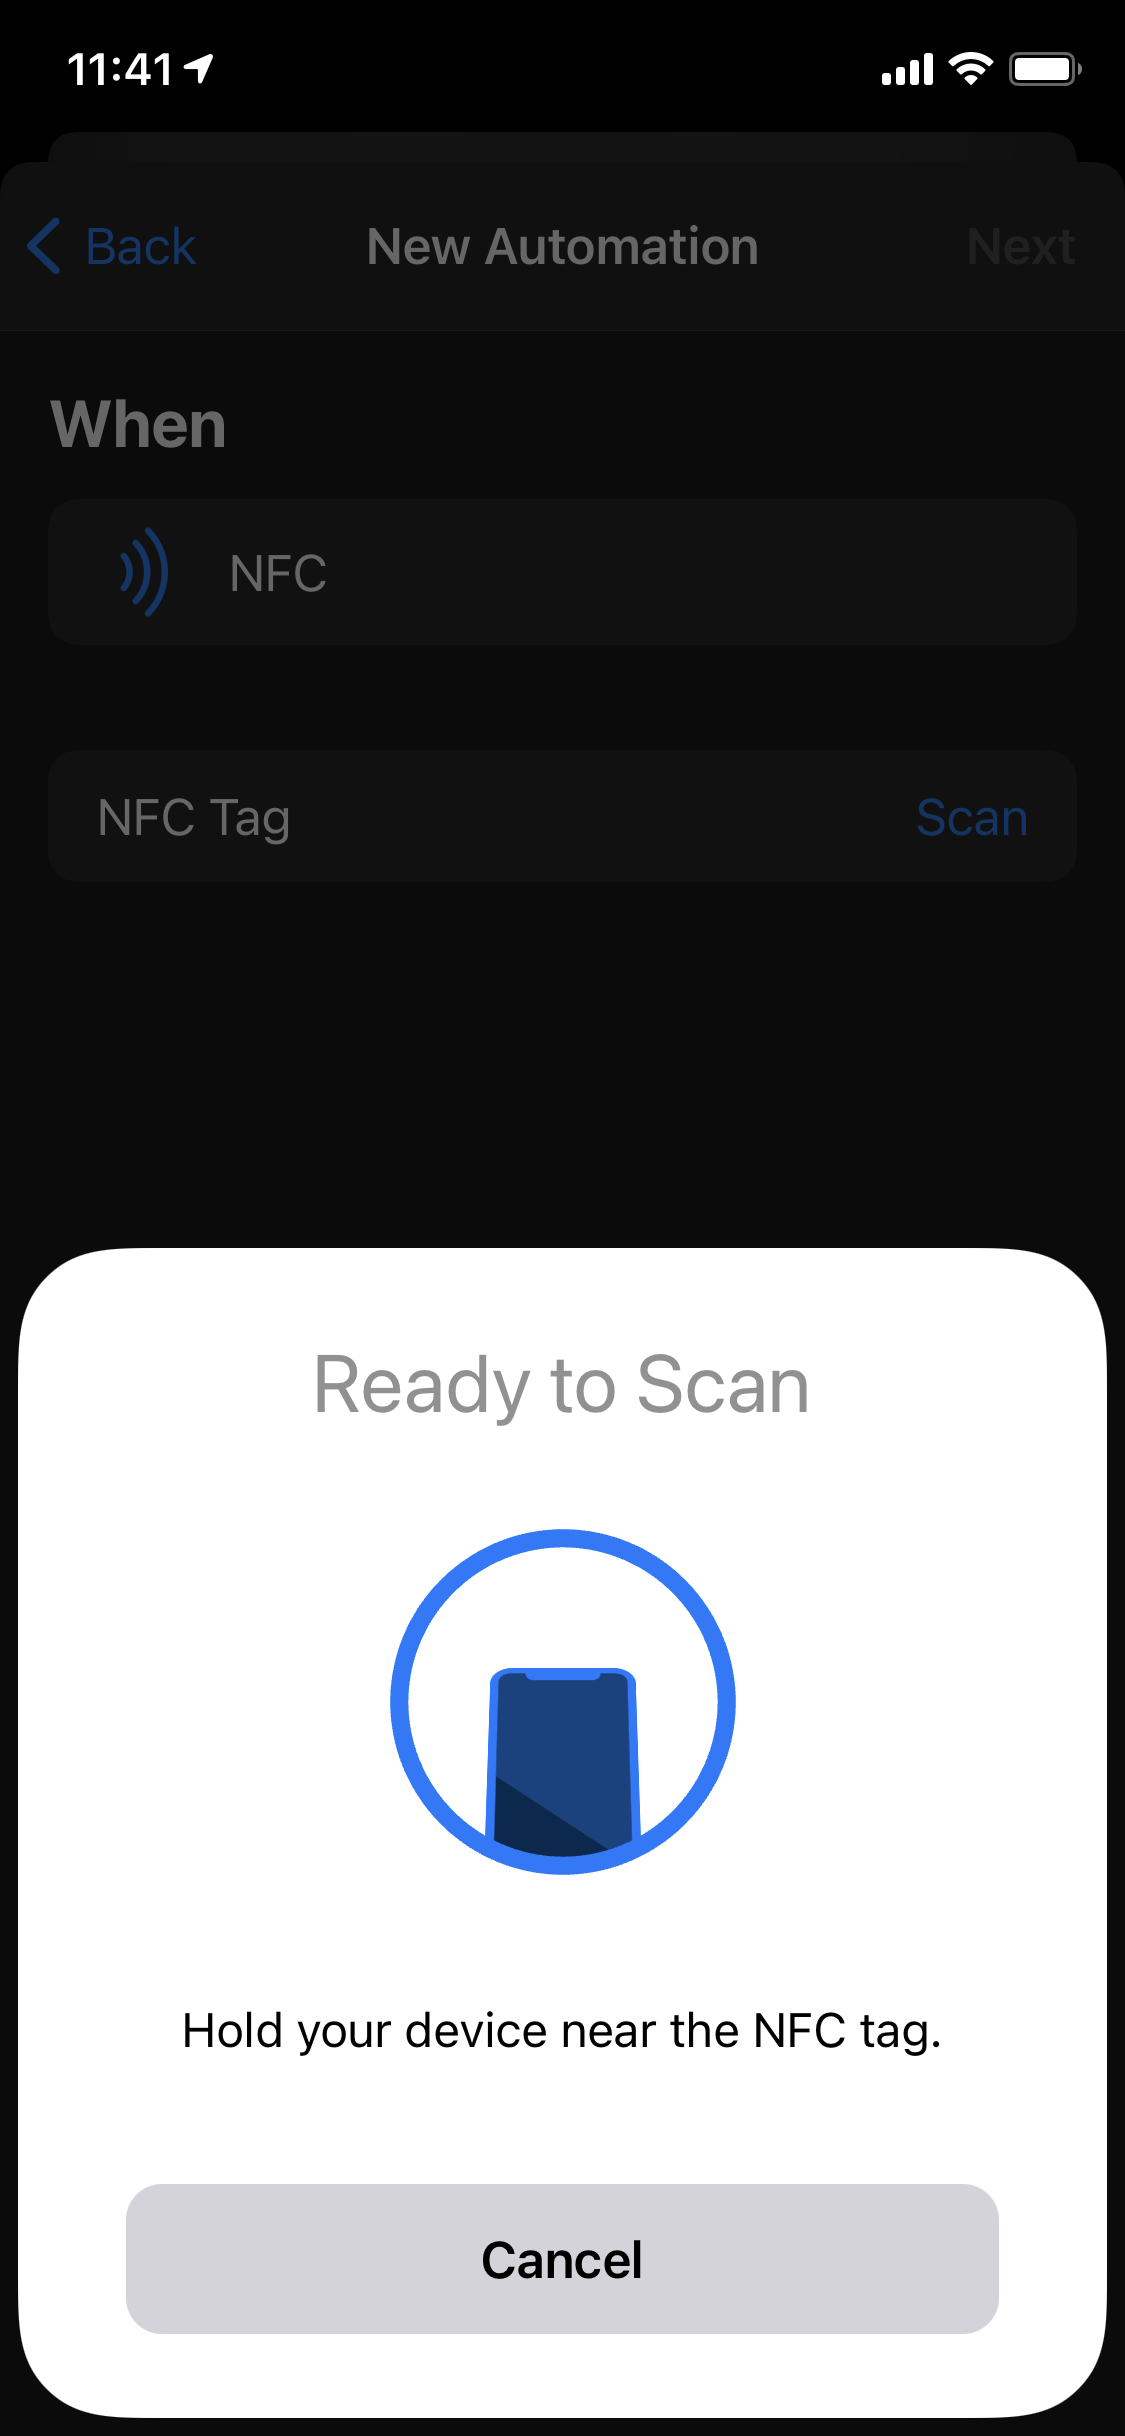 11:41
Back New Automation Next
When
NFC
NFC Tag Scan
Ready to Scan
Hold your device near the NFC tag.
Cancel